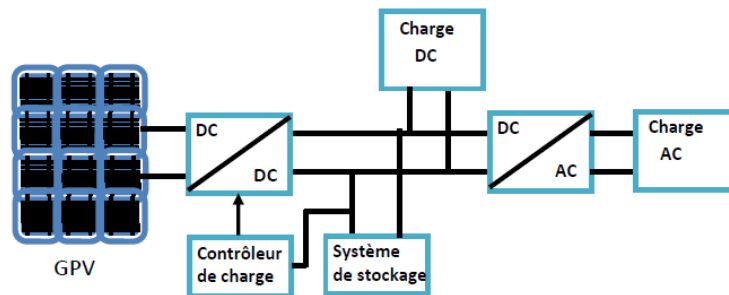 Charge
DC
DC
DC
DC
AC
Charge
AC
Contrôleur
de charge
Système
de stockage
GPV